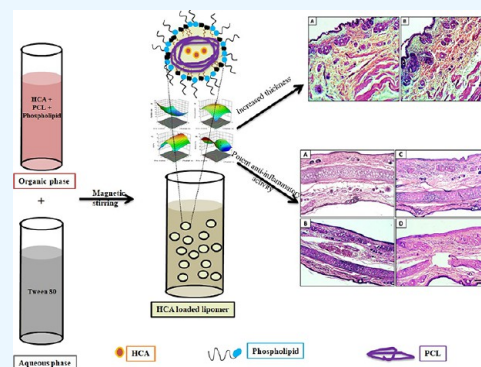 HCA +
PCL +
Phospholipid
Organic phase
+
Tween 80
Aqueous phase
Magnetic
stirring
HCA loaded lipomer
Increased thickness
Potent anti-inflammatory
activity
A
B
A
C
B
D
HCA
Phospholipid
PCL